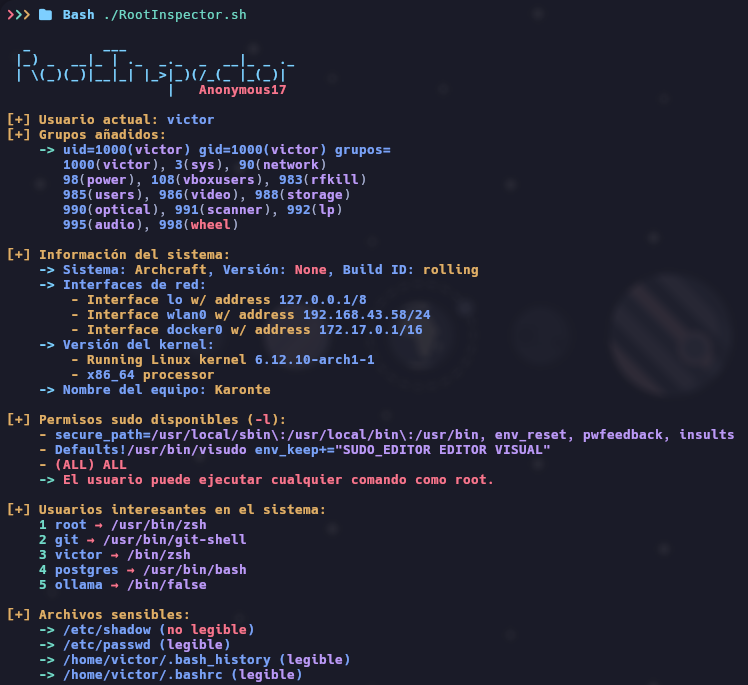 >>> Bash ./RootInspector.sh
 _         ___
|_) _  __|_ | ._  _._  _  __|_ _ ._
| \(_)(_)|__|_| |_>|_)(/_(_ |_(_)|
                   |   Anonymous17
[+] Usuario actual: victor
[+] Grupos añadidos:
-> uid=1000(victor) gid=1000(victor) grupos=
1000(victor), 3(sys), 90(network)
98(power), 108(vboxusers), 983(rfkill)
985(users), 986(video), 988(storage)
990(optical), 991(scanner), 992(lp)
995(audio), 998(wheel)
[+] Información del sistema:
-> Sistema: Archcraft, Versión: None, Build ID: rolling
-> Interfaces de red:
- Interface lo w/ address 127.0.0.1/8
- Interface wlan0 w/ address 192.168.43.58/24
- Interface docker0 w/ address 172.17.0.1/16
-> Versión del kernel:
- Running Linux kernel 6.12.10-arch1-1
- x86_64 processor
-> Nombre del equipo: Karonte
[+] Permisos sudo disponibles (-l):
- secure_path=/usr/local/sbin\:/usr/local/bin\:/usr/bin, env_reset, pwfeedback, insults
- Defaults!/usr/bin/visudo env_keep+="SUDO_EDITOR EDITOR VISUAL"
- (ALL) ALL
-> El usuario puede ejecutar cualquier comando como root.
[+] Usuarios interesantes en el sistema:
1 root → /usr/bin/zsh
2 git → /usr/bin/git-shell
3 victor → /bin/zsh
4 postgres → /usr/bin/bash
5 ollama → /bin/false
[+] Archivos sensibles:
-> /etc/shadow (no legible)
-> /etc/passwd (legible)
-> /home/victor/.bash_history (legible)
-> /home/victor/.bashrc (legible)